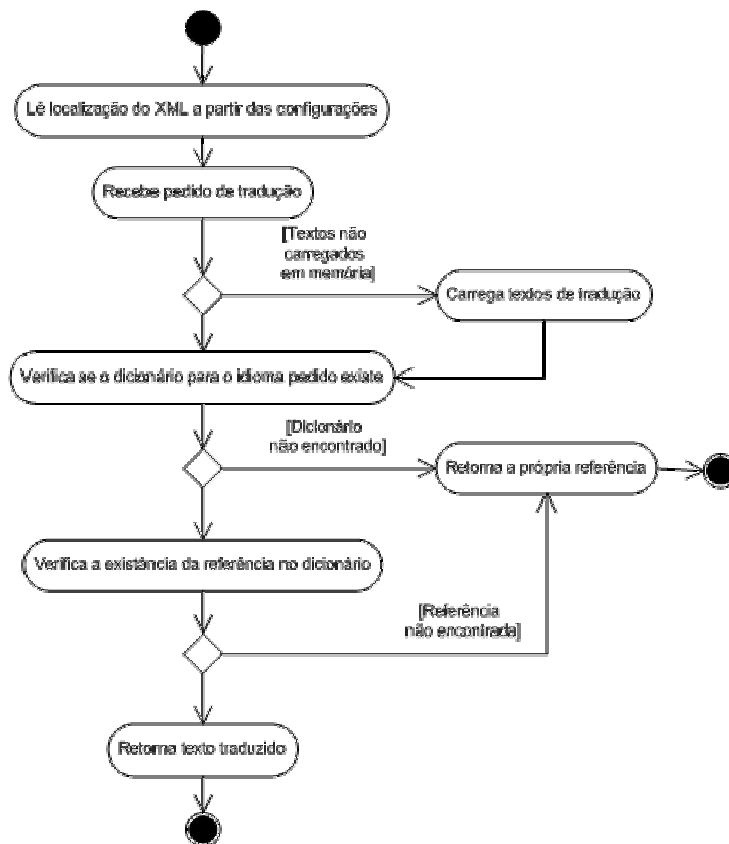 Lê localização do XML a partir das configurações
Recebe pedido de tradução
[Textos não
carregados
em memória]
Carrega textos de tradução
Verifica se o dicionário para o idioma pedido existe
[Dicionário
não encontrado]
Retorna a própria referência
Verifica a existância da referência no dicionário
[Referência
não encontrada]
Retorna texto traduzido